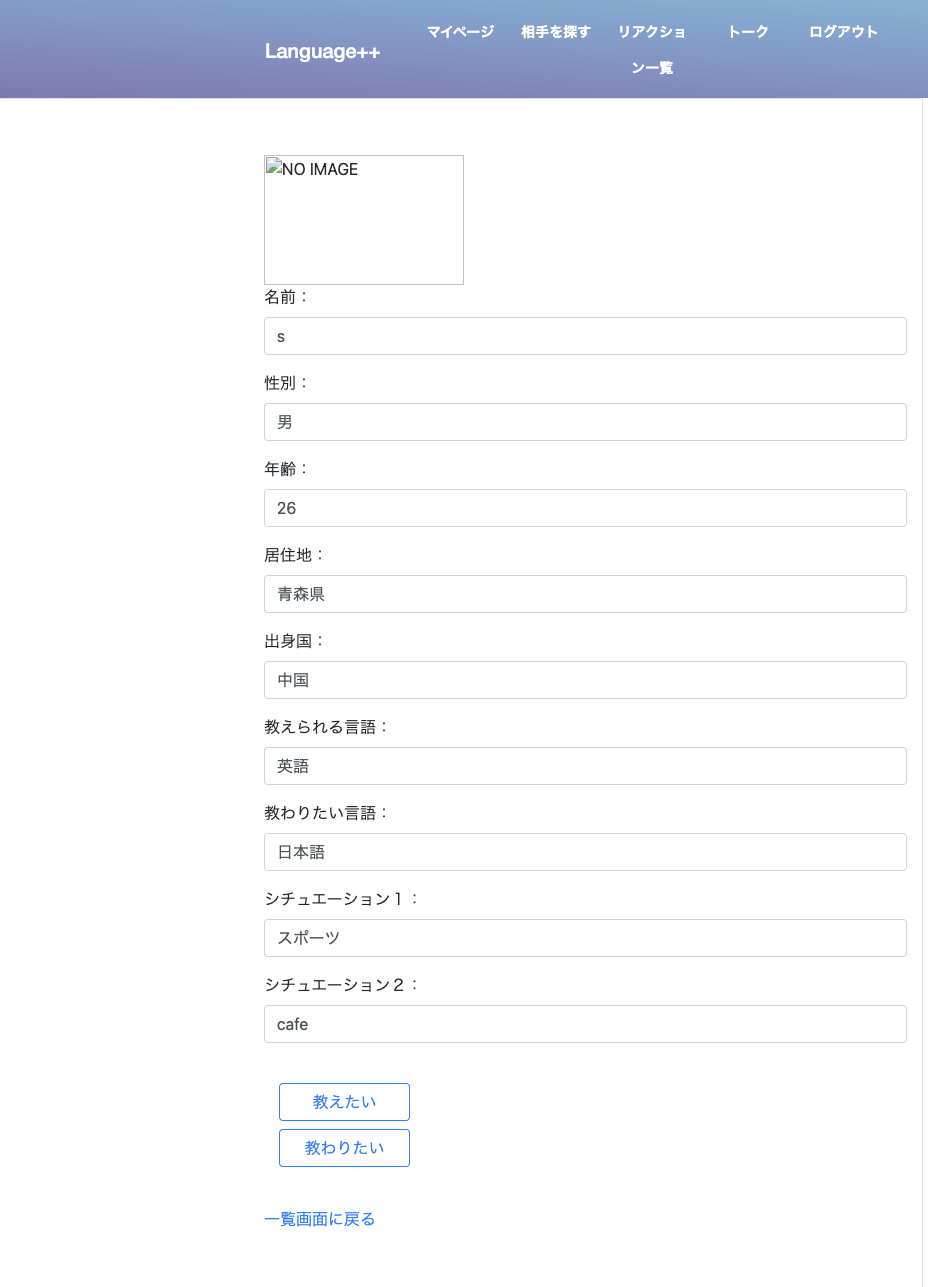 Language++
マイページ
相手を探す
リアクショ
ン一覧
トーク
ログアウト
NO IMAGE
名前：
s
性別：
男
年齢：
26
居住地：
青森県
出身国：
中国
教えられる言語：
英語
教わりたい言語：
日本語
シチュエーション１：
スポーツ
シチュエーション２：
cafe
教えたい
教わりたい
一覧画面に戻る